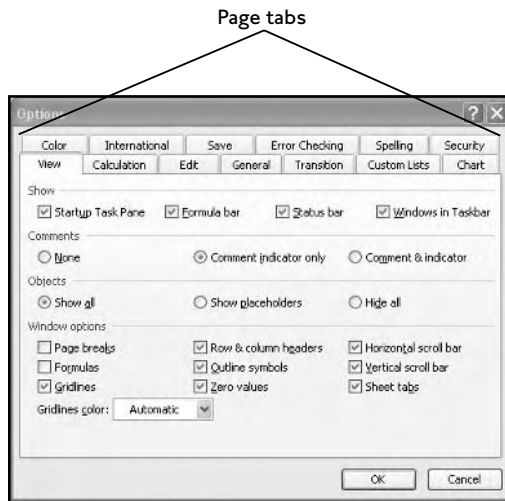 Page tabs
Options
Color International Save Error Checking Spelling Security
View Calculation Edit General Transition Custom Lists Chart
Show
Startup Task Pane Formula bar Status bar Windows in Taskbar
Comments
None Comment indicator only Comment & indicator
Objects
Show all Show placeholders Hide all
Window options
Page breaks Row & column headers Horizontal scroll bar
Formulas Outline symbols Vertical scroll bar
Gridlines Zero values Sheet tabs
Gridlines color: Automatic
OK Cancel